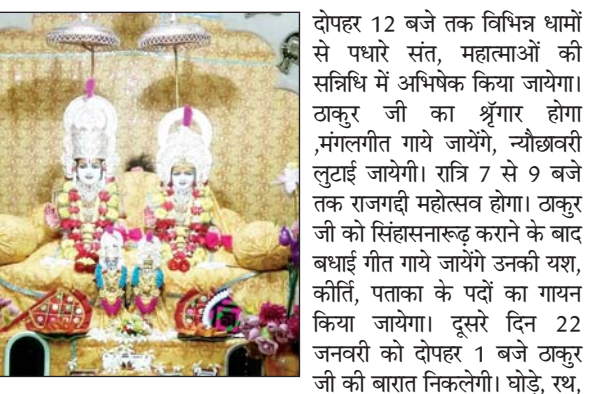 दोपहर 12 बजे तक विभिन्न धामों
से पधारे संत, महात्माओं की
सन्निधि में अभिषेक किया जायेगा।
ठाकुर जी का श्रृॅगार होगा
,मंगलगीत गाये जायेंगे, न्यौछावरी
लुटाई जायेगी। रात्रि 7 से 9 बजे
तक राजगद्दी महोत्सव होगा। ठाकुर
जी को सिंहासनारूढ़ कराने के बाद
बधाई गीत गाये जायेंगे उनकी यश,
कीर्ति, पताका के पदों का गायन
किया जायेगा। दूसरे दिन 22
जनवरी को दोपहर 1 बजे ठाकुर
जी की बारात निकलेगी। घोड़े, रथ,